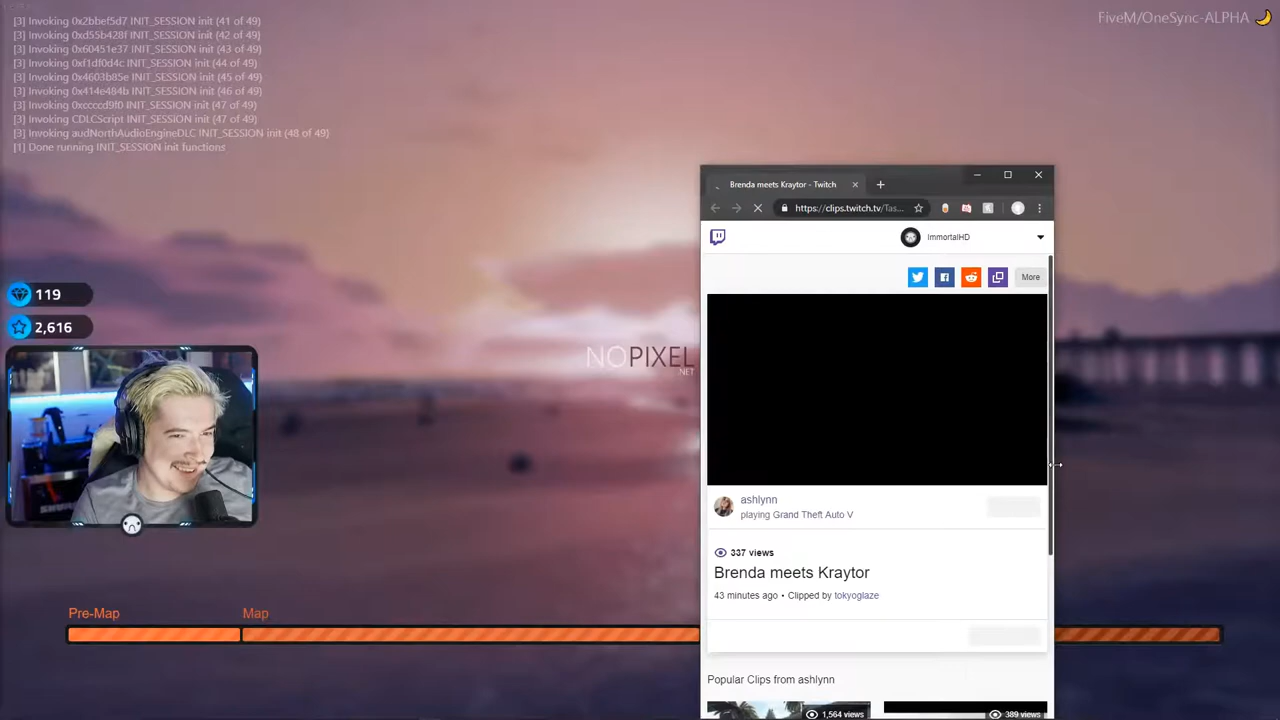 [3] Invoking 0x2bbef5d7 INIT_SESSION init (41 of 49)
[3] Invoking 0xd55b428f INIT_SESSION init (42 of 49)
[3] Invoking 0x60451e37 INIT_SESSION init (43 of 49)
[3] Invoking 0xf1df0d4c INIT_SESSION init (44 of 49)
[3] Invoking 0x4603b85e INIT_SESSION init (45 of 49)
[3] Invoking 0x414e484b INIT_SESSION init (46 of 49)
[3] Invoking 0xccccd9f0 INIT_SESSION init (47 of 49)
[3] Invoking CDLCScript INIT_SESSION init (47 of 49)
[3] Invoking audNorthAudioEngineDLC INIT_SESSION init (48 of 49)
[1] Done running INIT_SESSION init functions
FiveM/OneSync-ALPHA
119
2,616
NOPIXEL
.NET
Pre-Map
Map
Brenda meets Kraytor - Twitch
https://clips.twitch.tv/Tas...
ImmortalHD
More
ashlynn
playing Grand Theft Auto V
337 views
Brenda meets Kraytor
43 minutes ago • Clipped by tokyoglaze
Popular Clips from ashlynn
1,564 views
389 views